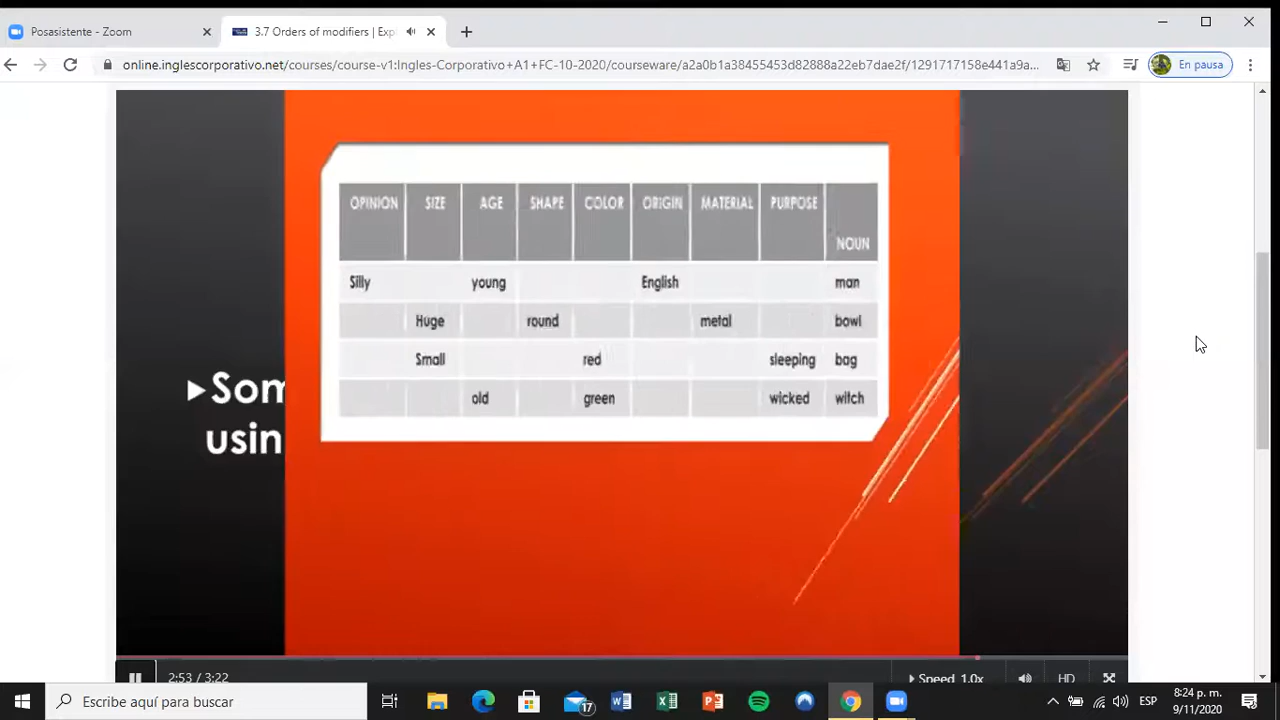 Posasistente - Zoom
3.7 Orders of modifiers | Exp
online.inglescorporativo.net/courses/course-v1:Ingles-Corporativo+A1+FC-10-2020/courseware/a2a0b1a38455453d82888a22eb7dae2f/1291717158e441a9a...
En pausa
OPINION SIZE AGE SHAPE COLOR ORIGIN MATERIAL PURPOSE NOUN
Silly young English man
Huge round metal bowl
Small red sleeping bag
old green wicked witch
▸Som
usin
2:53 / 3:22
Speed 1.0x
HD
Escribe aquí para buscar
17
ESP
8:24 p. m.
9/11/2020